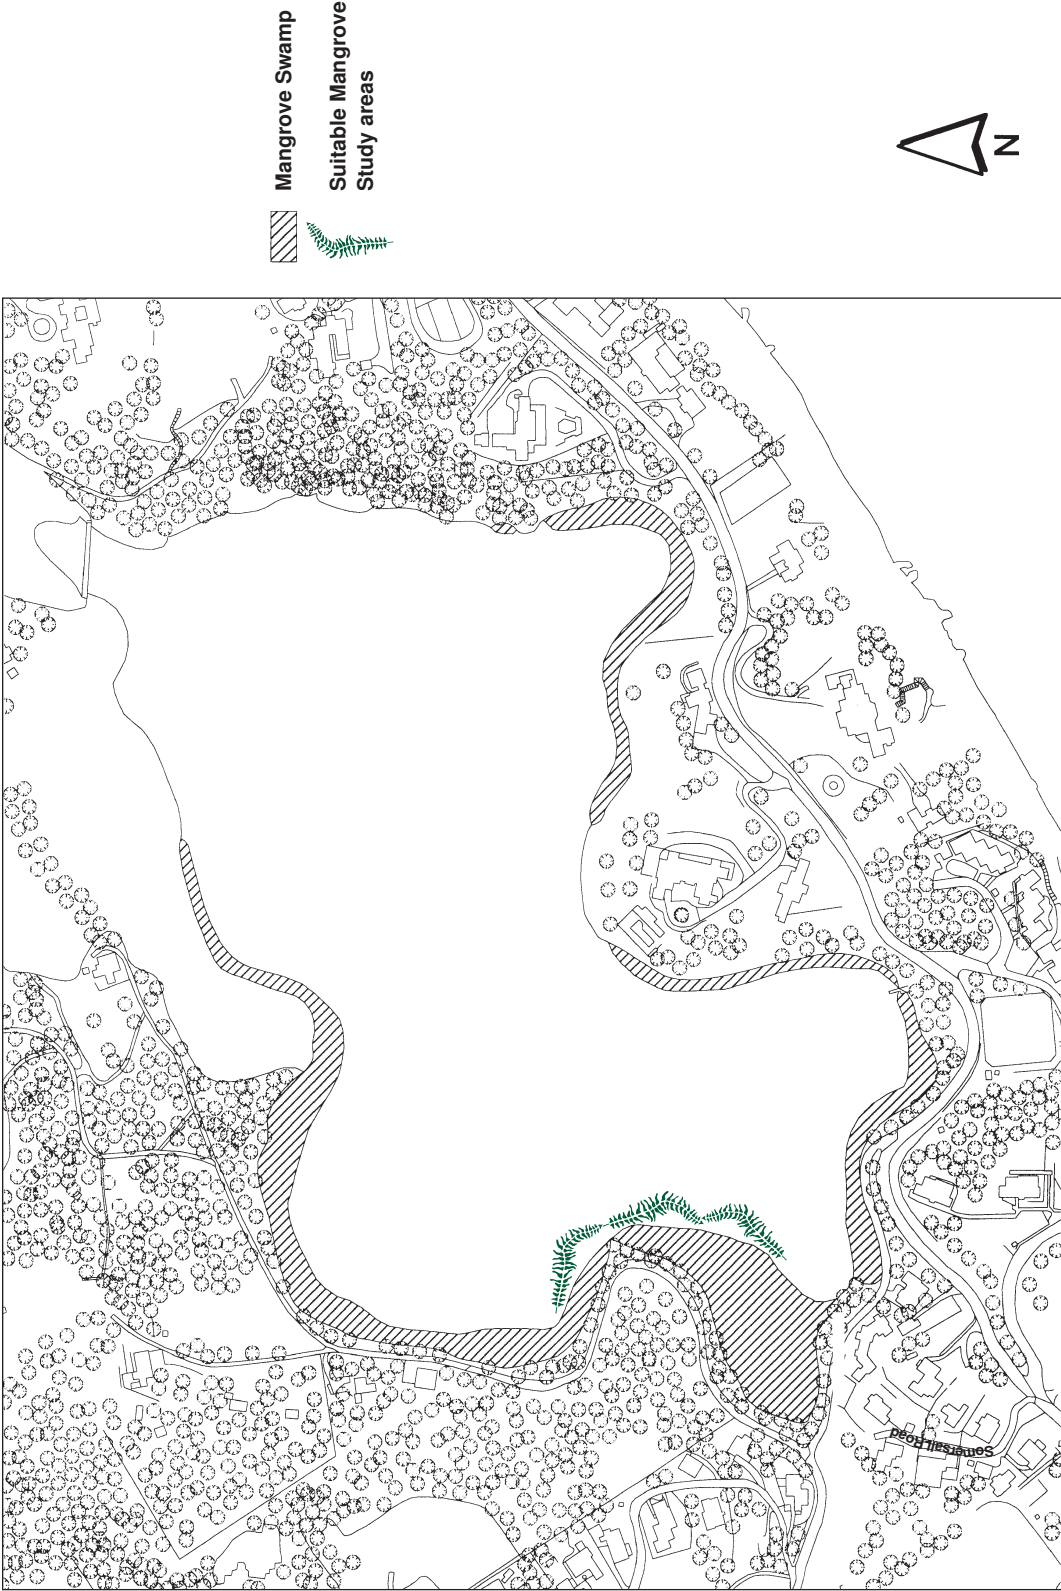 Mangrove Swamp
Suitable Mangrove
Study areas
N
Somersall Road